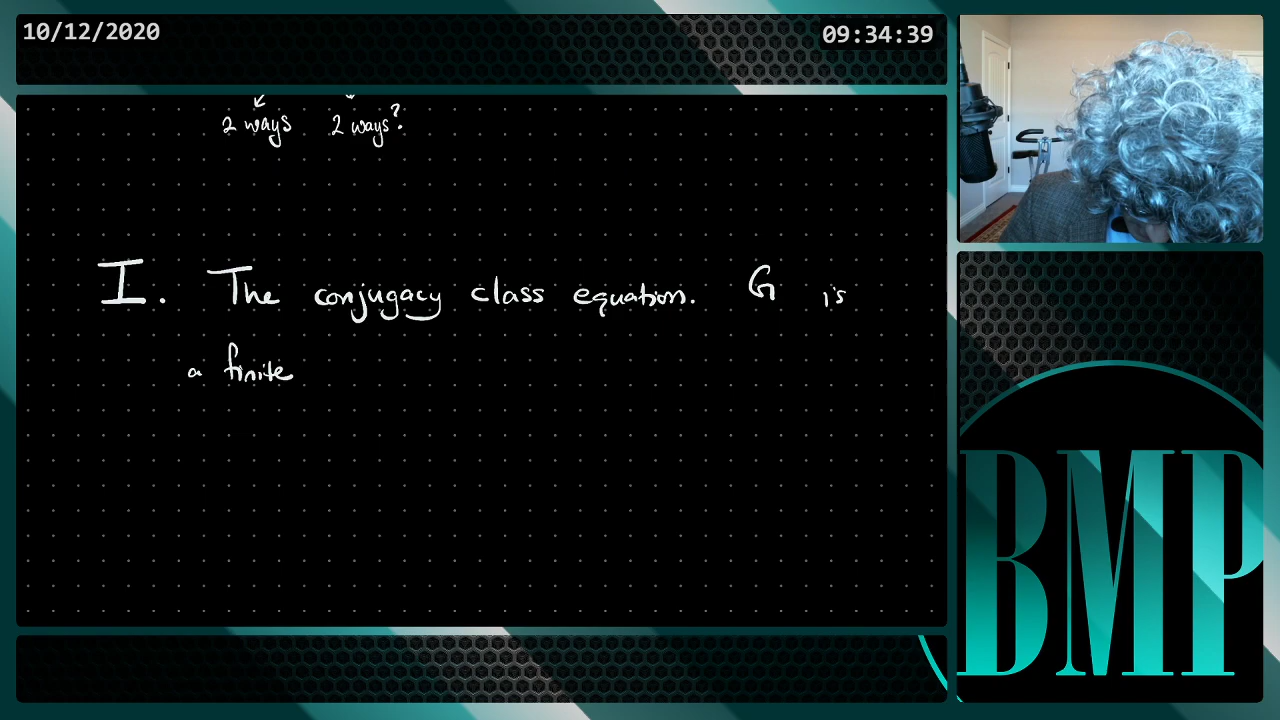 10/12/2020 09:34:39
2 ways 2 ways?
I. The conjugacy class equation. G is
a finite
BMP